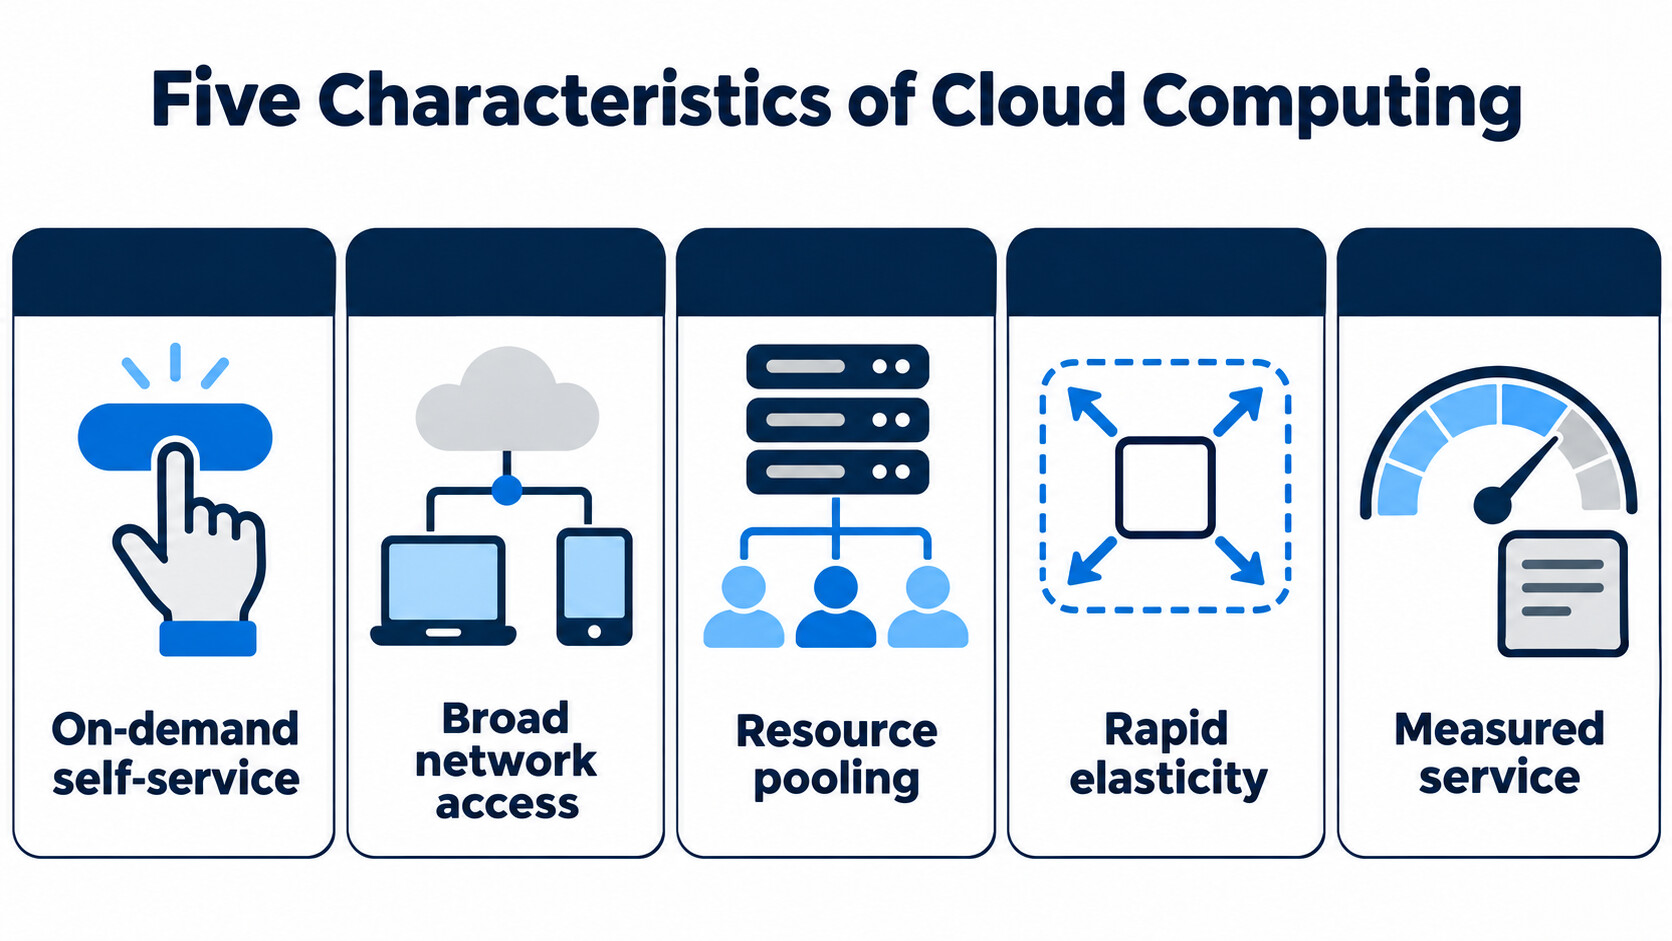 Five Characteristics of Cloud Computing
On-demand
self-service
Broad
network
access
Resource
pooling
Rapid
elasticity
Measured
service